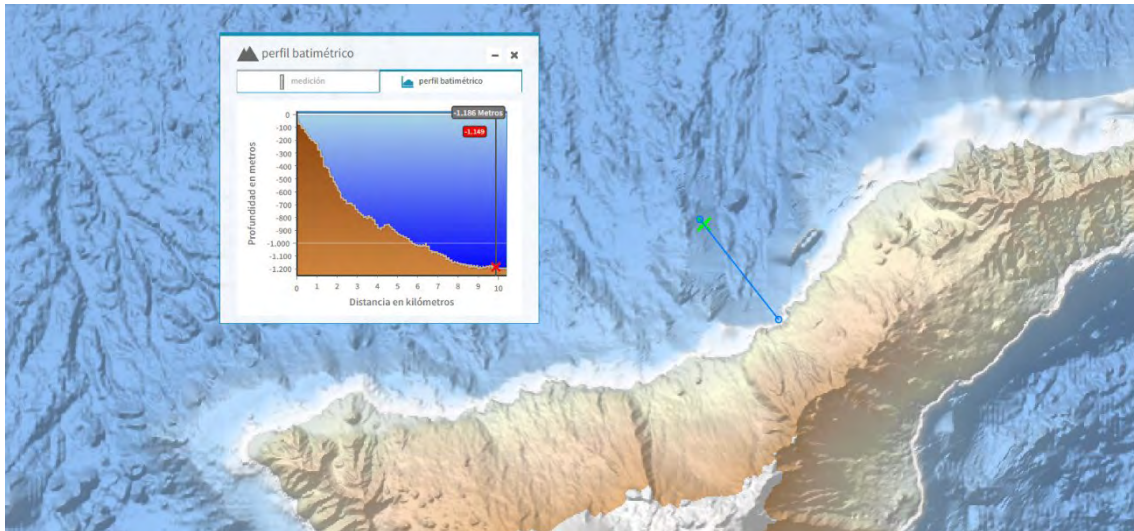 perfil batimétrico
medición
perfil batimétrico
-1,186 Metros
-1,149
Profundidad en metros
0
-100
-200
-300
-400
-500
-600
-700
-800
-900
-1.000
-1.100
-1.200
0 1 2 3 4 5 6 7 8 9 10
Distancia en kilómetros